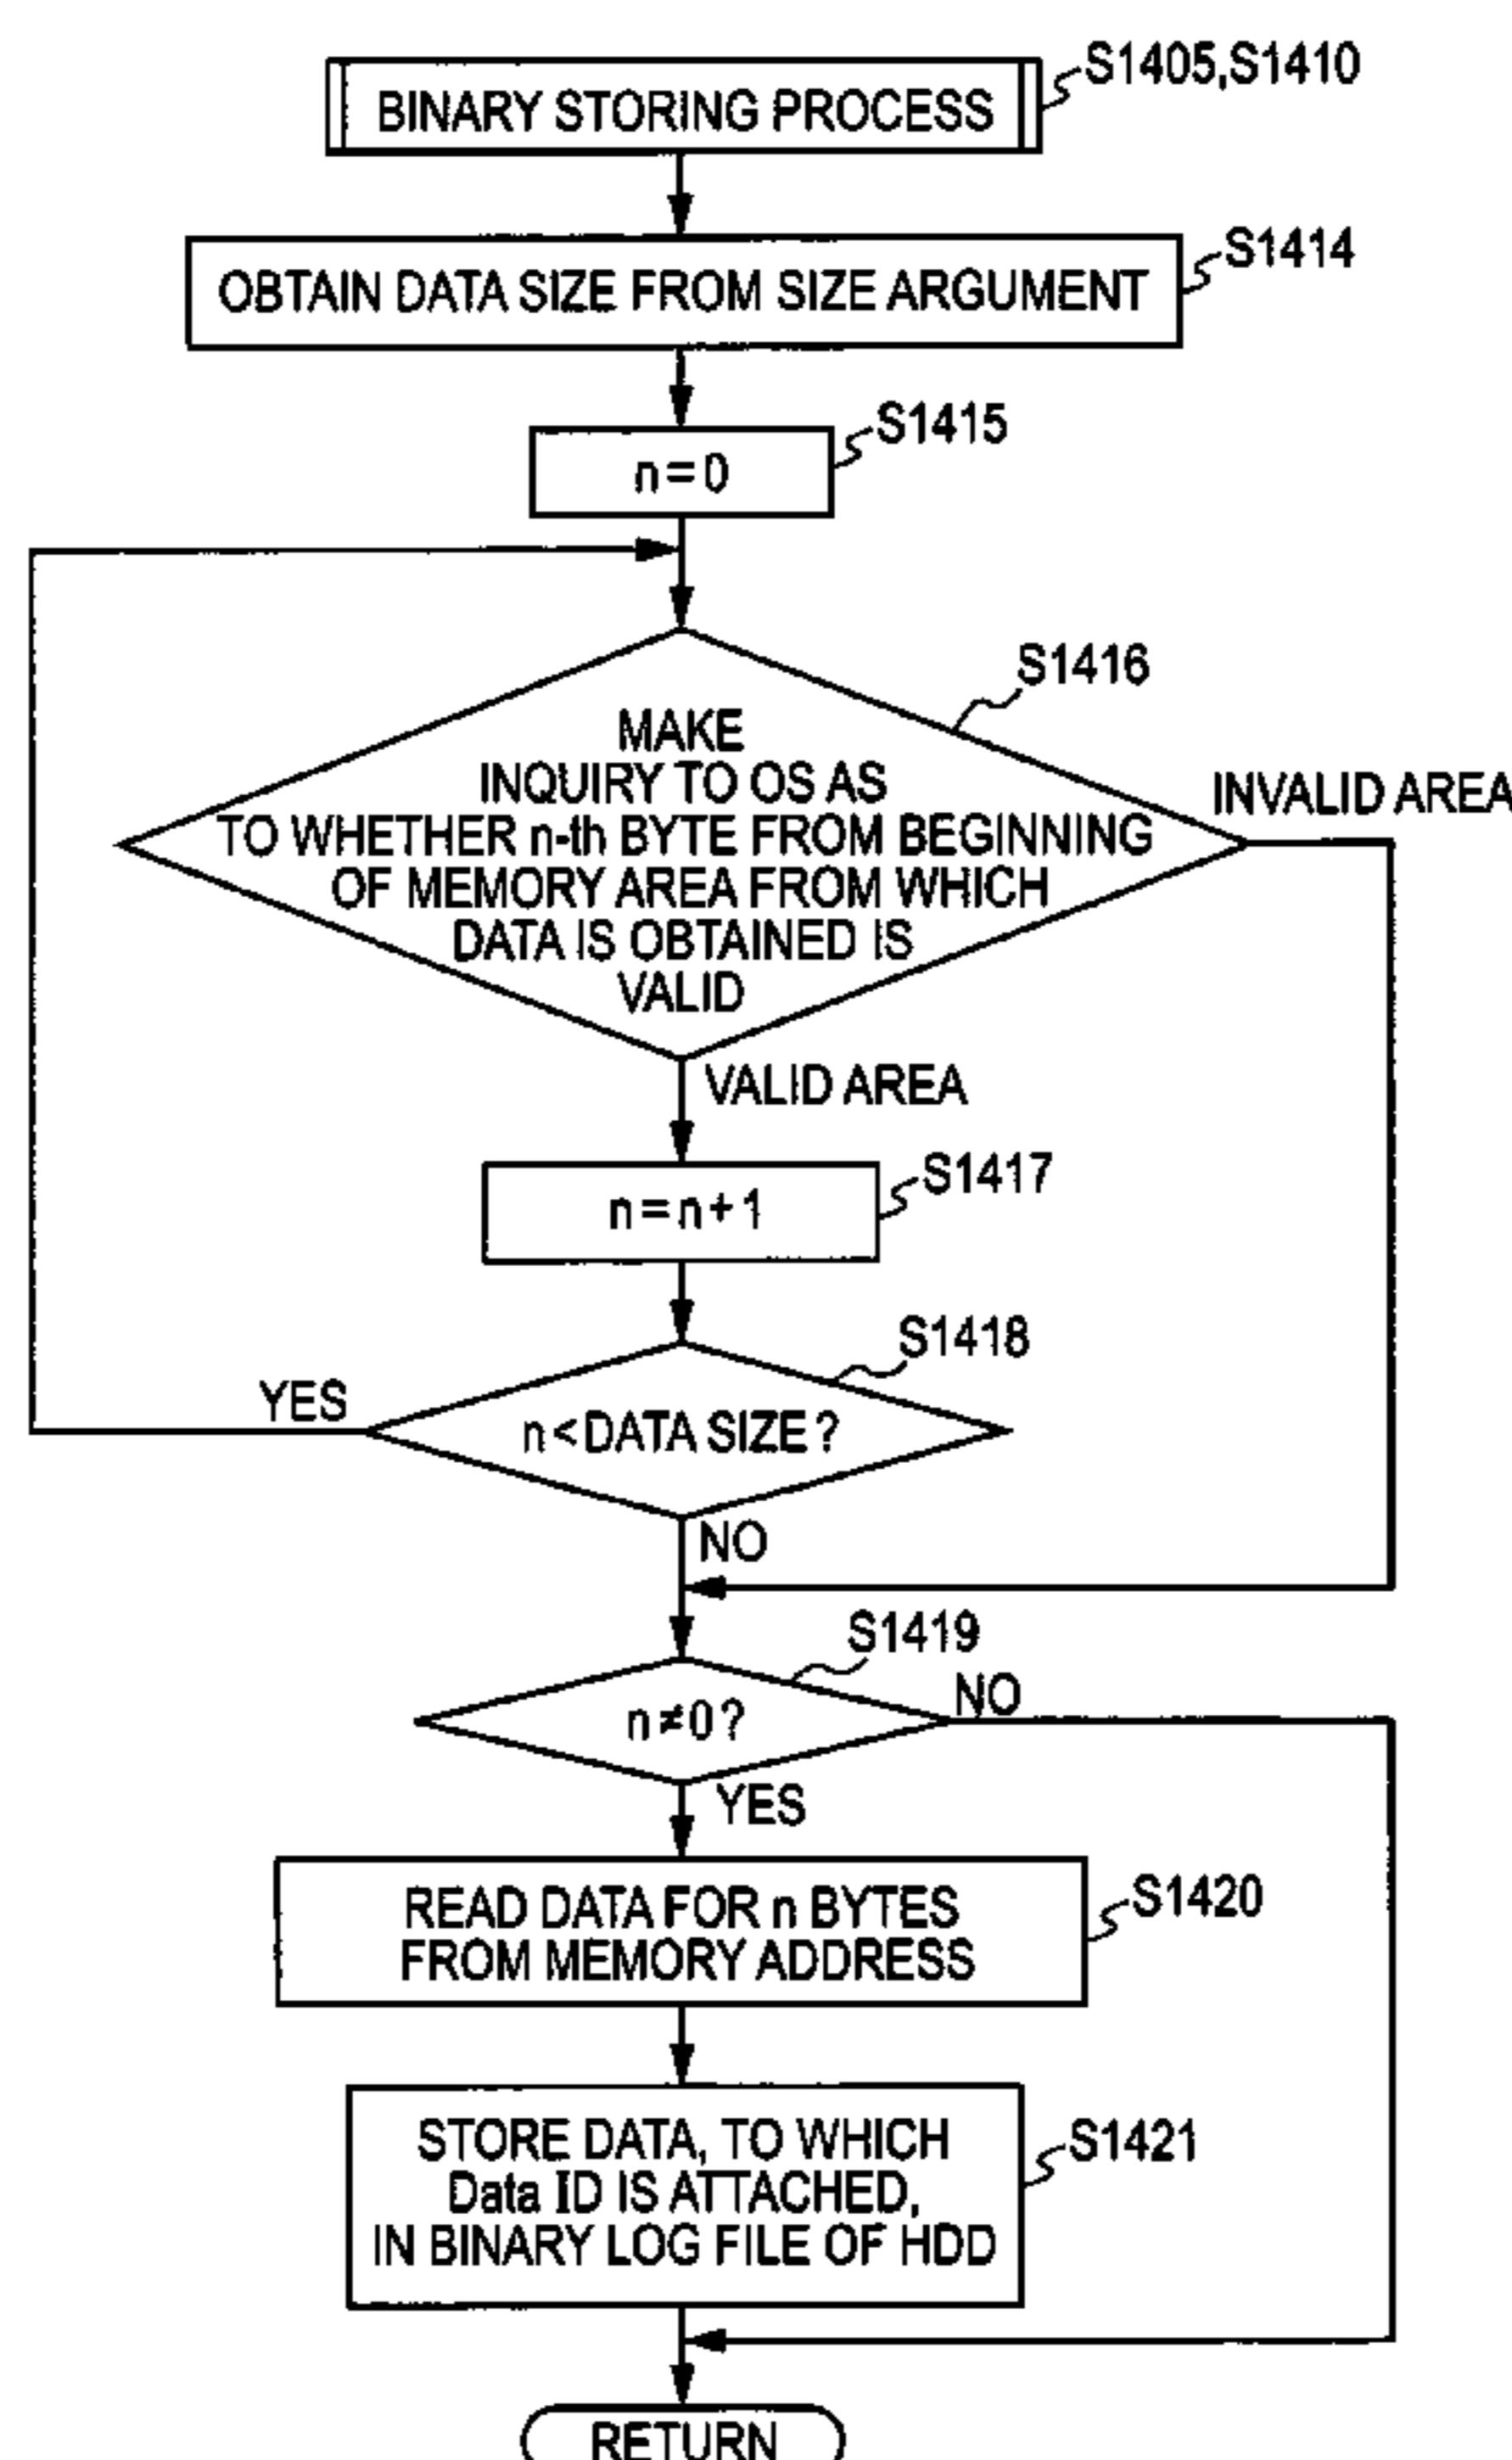 S1405,S1410
BINARY STORING PROCESS
S1414
OBTAIN DATA SIZE FROM SIZE ARGUMENT
S1415
n=0
S1416
MAKE
INQUIRY TO OS AS
TO WHETHER n-th BYTE FROM BEGINNING
OF MEMORY AREA FROM WHICH
DATA IS OBTAINED IS
VALID
INVALID AREA
VALID AREA
S1417
n=n+1
S1418
YES
n<DATA SIZE?
NO
S1419
n≠0?
NO
YES
S1420
READ DATA FOR n BYTES
FROM MEMORY ADDRESS
S1421
STORE DATA, TO WHICH
Data ID IS ATTACHED,
IN BINARY LOG FILE OF HDD
RETURN